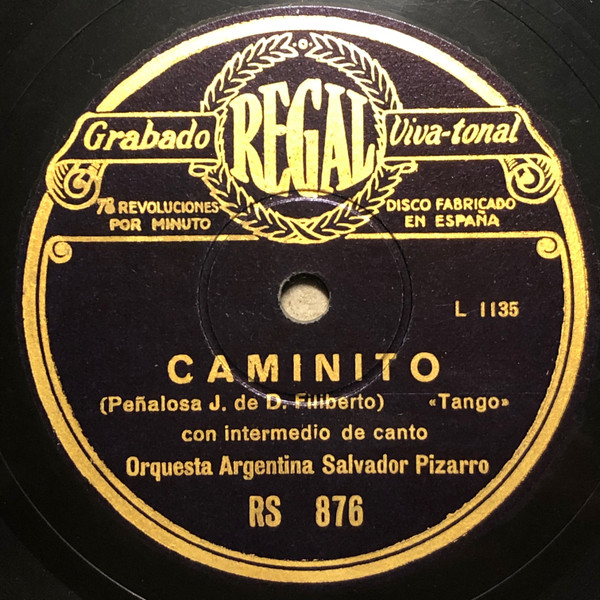 REGAL
Grabado Viva-tonal
78 REVOLUCIONES
POR MINUTO
DISCO FABRICADO
EN ESPAÑA
L 1135
CAMINITO
(Peñalosa J. de D. Filiberto) «Tango»
con intermedio de canto
Orquesta Argentina Salvador Pizarro
RS 876